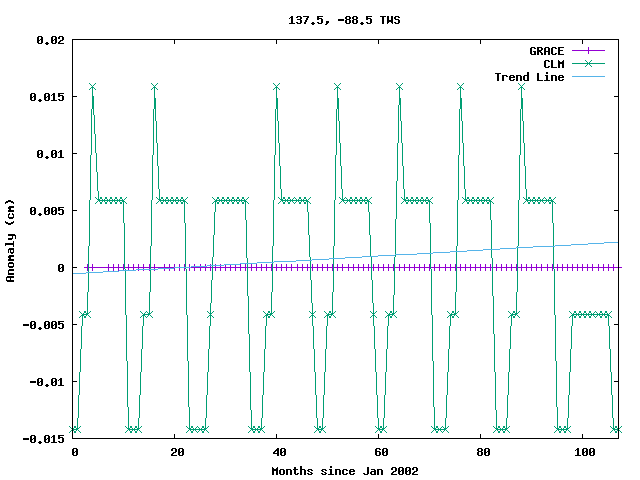 137.5, -88.5 TWS
GRACE
CLM
Trend Line
0.02
0.015
0.01
0.005
0
-0.005
-0.01
-0.015
Anomaly (cm)
0 20 40 60 80 100
Months since Jan 2002